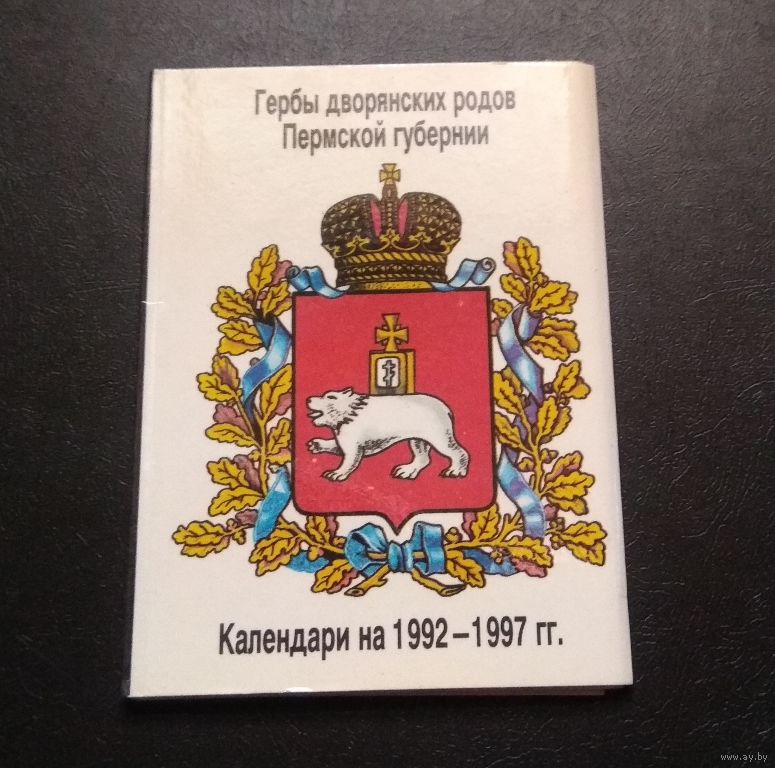 Гербы дворянских родов
Пермской губернии
Календари на 1992–1997 гг.
www.ay.by